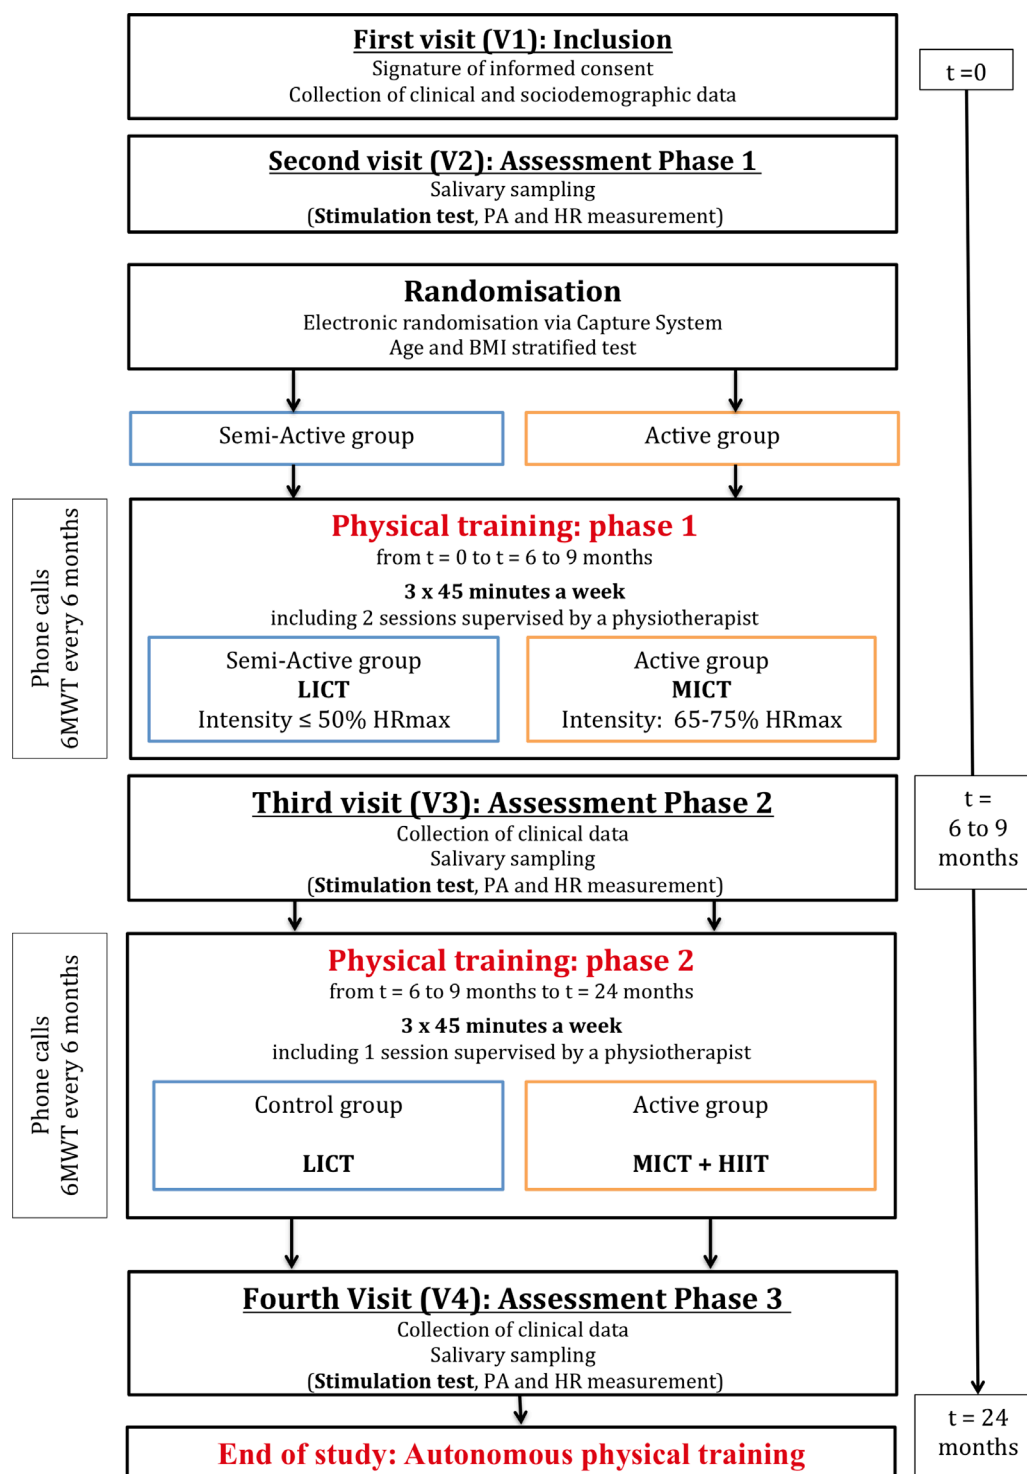 First visit (V1): Inclusion
Signature of informed consent
Collection of clinical and sociodemographic data
t =0
Second visit (V2): Assessment Phase 1
Salivary sampling
(Stimulation test, PA and HR measurement)
Randomisation
Electronic randomisation via Capture System
Age and BMI stratified test
Semi-Active group
Active group
Phone calls
6MWT every 6 months
Physical training: phase 1
from t = 0 to t = 6 to 9 months
3 x 45 minutes a week
including 2 sessions supervised by a physiotherapist
Semi-Active group
LICT
Intensity ≤ 50% HRmax
Active group
MICT
Intensity: 65-75% HRmax
Third visit (V3): Assessment Phase 2
Collection of clinical data
Salivary sampling
(Stimulation test, PA and HR measurement)
t =
6 to 9
months
Phone calls
6MWT every 6 months
Physical training: phase 2
from t = 6 to 9 months to t = 24 months
3 x 45 minutes a week
including 1 session supervised by a physiotherapist
Control group
LICT
Active group
MICT + HIIT
Fourth Visit (V4): Assessment Phase 3
Collection of clinical data
Salivary sampling
(Stimulation test, PA and HR measurement)
t = 24
months
End of study: Autonomous physical training